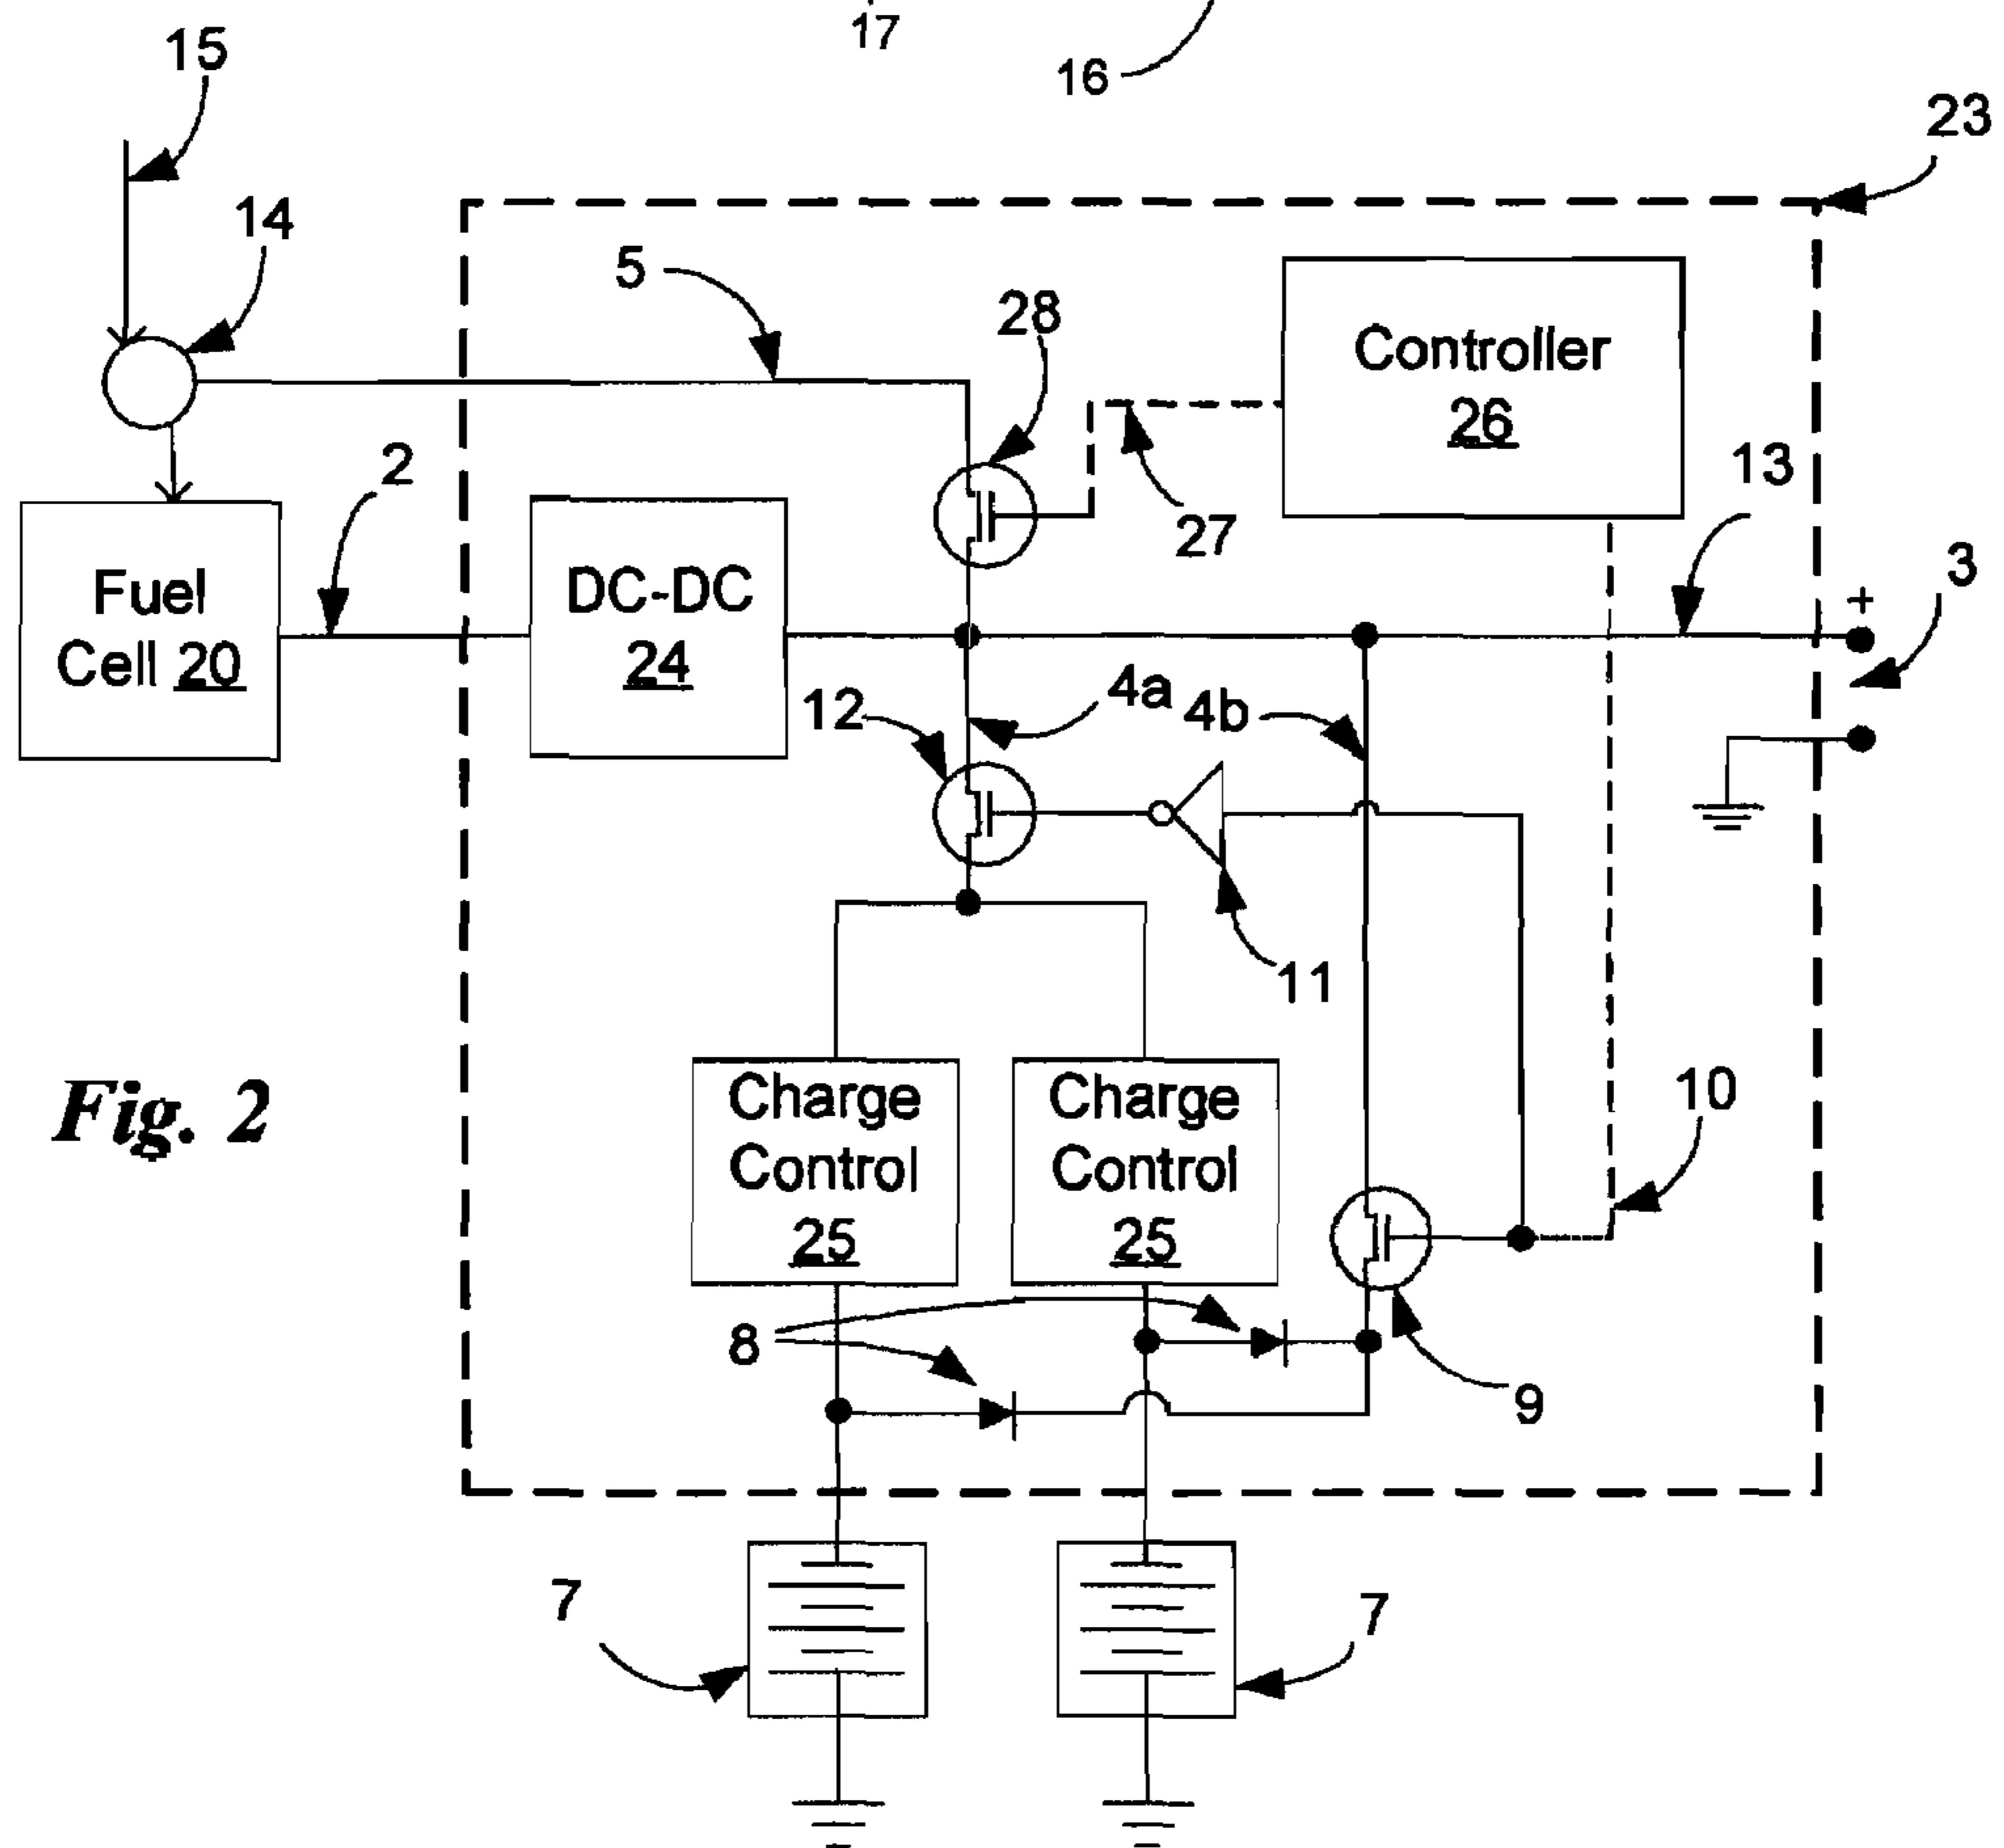 17
15
16
23
14
5
28
Controller
26
2
13
27
3
Fuel
Cell 20
DC-DC
24
+
4a
4b
12
11
Fig. 2
Charge
Control
25
Charge
Control
25
10
8
9
7
7